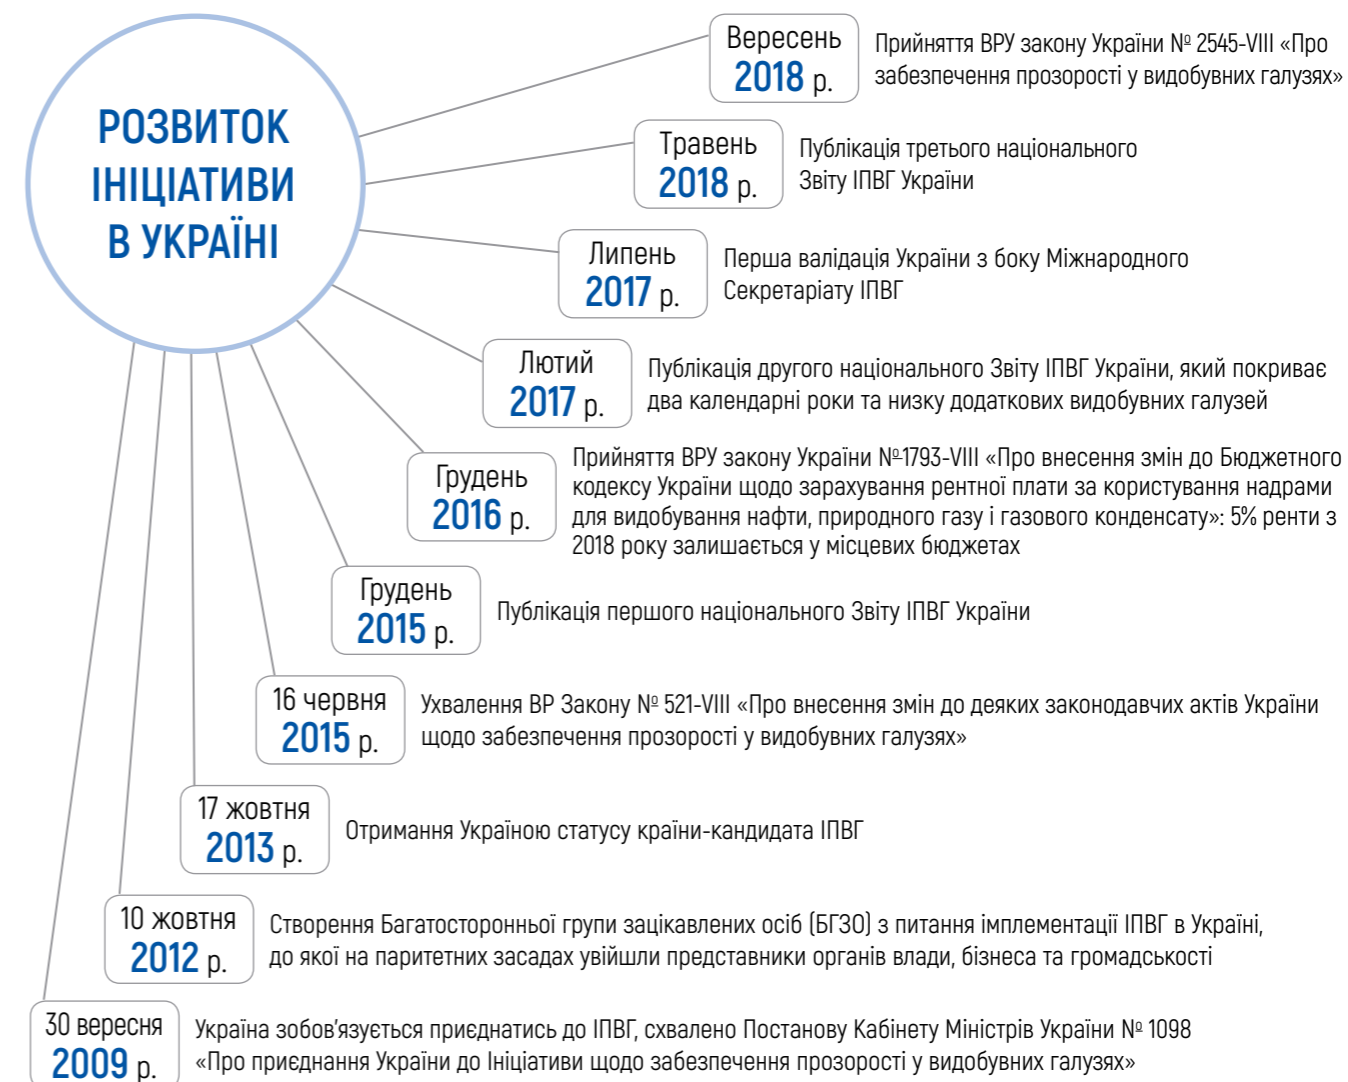 РОЗВИТОК
ІНІЦІАТИВИ
В УКРАЇНІ
Вересень
2018 р.
Прийняття ВРУ закону України № 2545-VIII «Про
забезпечення прозорості у видобувних галузях»
Травень
2018 р.
Публікація третього національного
Звіту ІПВГ України
Липень
2017 р.
Перша валідація України з боку Міжнародного
Секретаріату ІПВГ
Лютий
2017 р.
Публікація другого національного Звіту ІПВГ України, який покриває
два календарні роки та низку додаткових видобувних галузей
Грудень
2016 р.
Прийняття ВРУ закону України №1793-VIII «Про внесення змін до Бюджетного
кодексу України щодо зарахування рентної плати за користування надрами
для видобування нафти, природного газу і газового конденсату»: 5% ренти з
2018 року залишається у місцевих бюджетах
Грудень
2015 р.
Публікація першого національного Звіту ІПВГ України
16 червня
2015 р.
Ухвалення ВР Закону № 521-VIII «Про внесення змін до деяких законодавчих актів України
щодо забезпечення прозорості у видобувних галузях»
17 жовтня
2013 р.
Отримання Україною статусу країни-кандидата ІПВГ
10 жовтня
2012 р.
Створення Багатосторонньої групи зацікавлених осіб (БГЗО) з питання імплементації ІПВГ в Україні,
до якої на паритетних засадах увійшли представники органів влади, бізнеса та громадськості
30 вересня
2009 р.
Україна зобов'язується приєднатись до ІПВГ, схвалено Постанову Кабінету Міністрів України № 1098
«Про приєднання України до Ініціативи щодо забезпечення прозорості у видобувних галузях»